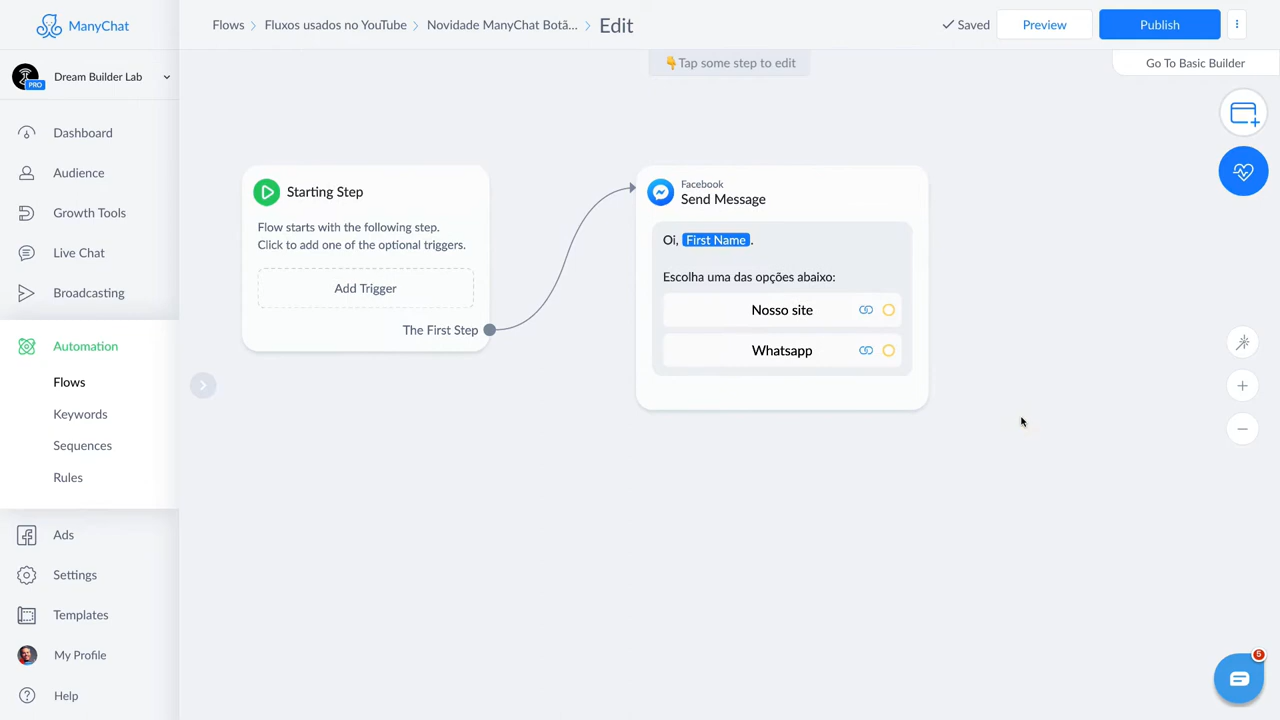 ManyChat
Flows
Fluxos usados no YouTube
Novidade ManyChat Botã...
Edit
Saved
Preview
Publish
Dream Builder Lab
PRO
👇Tap some step to edit
Go To Basic Builder
Dashboard
Audience
Growth Tools
Live Chat
Broadcasting
Automation
Flows
Keywords
Sequences
Rules
Ads
Settings
Templates
My Profile
Help
Starting Step
Flow starts with the following step.
Click to add one of the optional triggers.
Add Trigger
The First Step
Facebook
Send Message
Oi, First Name.
Escolha uma das opções abaixo:
Nosso site
Whatsapp
5